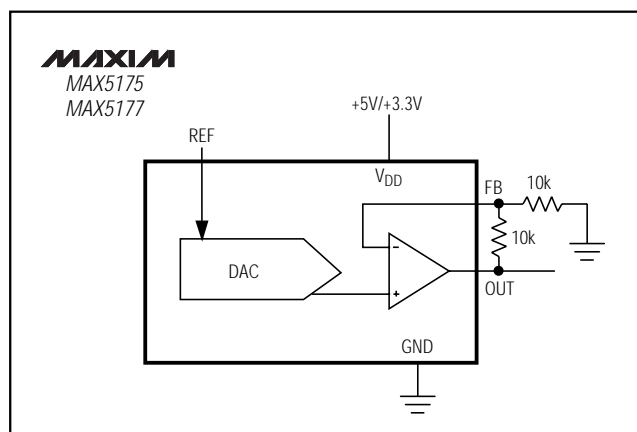 MAXIM
MAX5175
MAX5177
+5V/+3.3V
REF
VDD
FB
10k
10k
DAC
-
+
OUT
GND